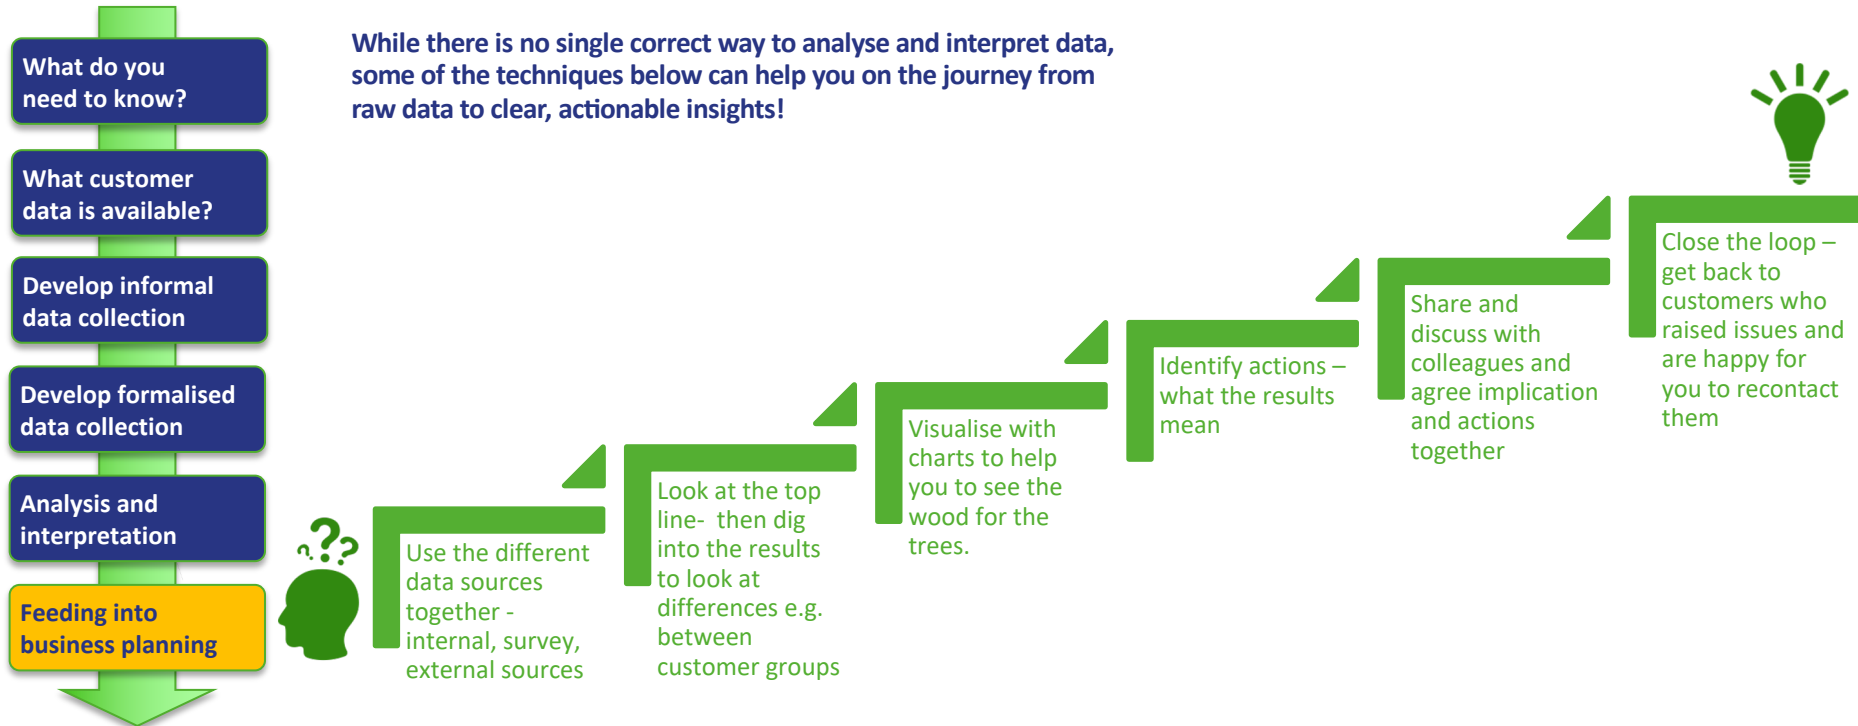 What do you
need to know?
What customer
data is available?
Develop informal
data collection
Develop formalised
data collection
Analysis and
interpretation
Feeding into
business planning
While there is no single correct way to analyse and interpret data,
some of the techniques below can help you on the journey from
raw data to clear, actionable insights!
???
Use the different
data sources
together -
internal, survey,
external sources
Look at the top
line-  then dig
into the results
to look at
differences e.g.
between
customer groups
Visualise with
charts to help
you to see the
wood for the
trees.
Identify actions –
what the results
mean
Share and
discuss with
colleagues and
agree implication
and actions
together
Close the loop –
get back to
customers who
raised issues and
are happy for
you to recontact
them